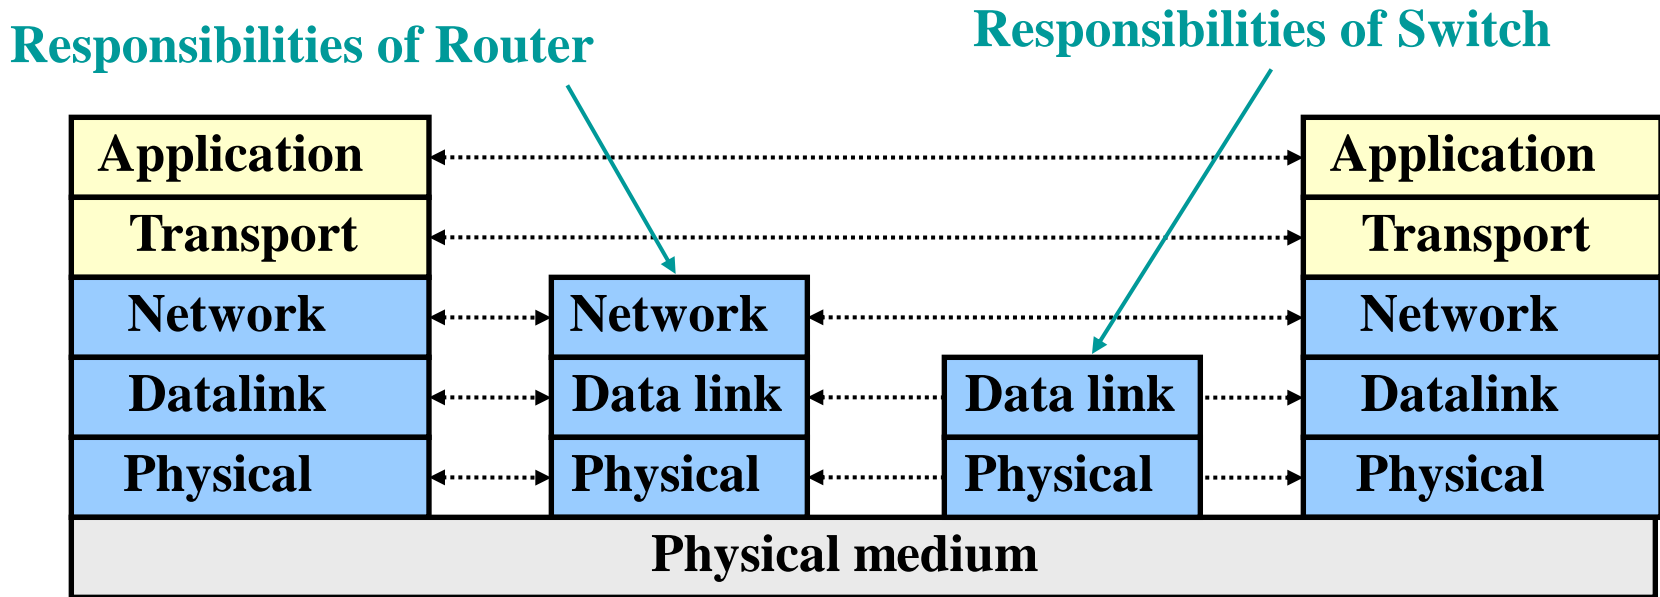 Responsibilities of Router
Responsibilities of Switch
Application
Application
Transport
Transport
Network
Network
Network
Datalink
Data link
Data link
Datalink
Physical
Physical
Physical
Physical
Physical medium